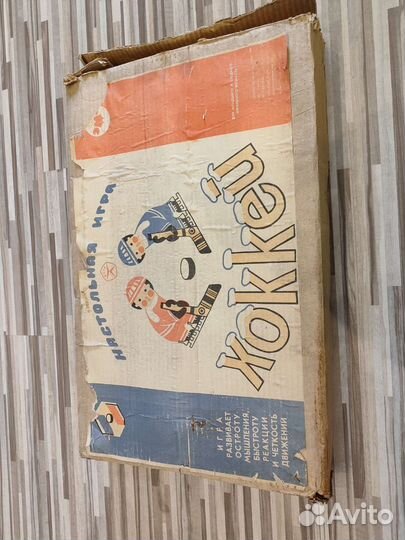 НАСТОЛЬНАЯ ИГРА
ХОККЕЙ
ИГРА
РАЗВИВАЕТ
ОСТРОТУ
МЫШЛЕНИЯ,
БЫСТРОТУ
РЕАКЦИИ
И ЧЕТКОСТЬ
ДВИЖЕНИЙ
Avito